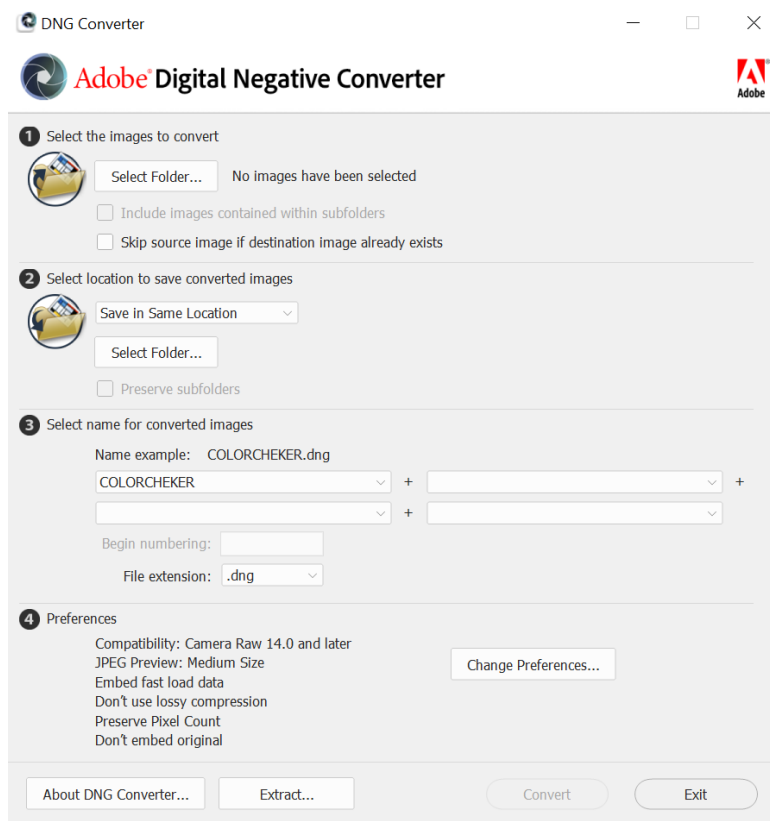 DNG Converter
Adobe® Digital Negative Converter
Adobe
1 Select the images to convert
Select Folder... No images have been selected
Include images contained within subfolders
Skip source image if destination image already exists
2 Select location to save converted images
Save in Same Location
Select Folder...
Preserve subfolders
3 Select name for converted images
Name example: COLORCHEKER.dng
COLORCHEKER + +
+
Begin numbering:
File extension: .dng
4 Preferences
Compatibility: Camera Raw 14.0 and later
JPEG Preview: Medium Size
Embed fast load data
Don't use lossy compression
Preserve Pixel Count
Don't embed original
Change Preferences...
About DNG Converter... Extract... Convert Exit